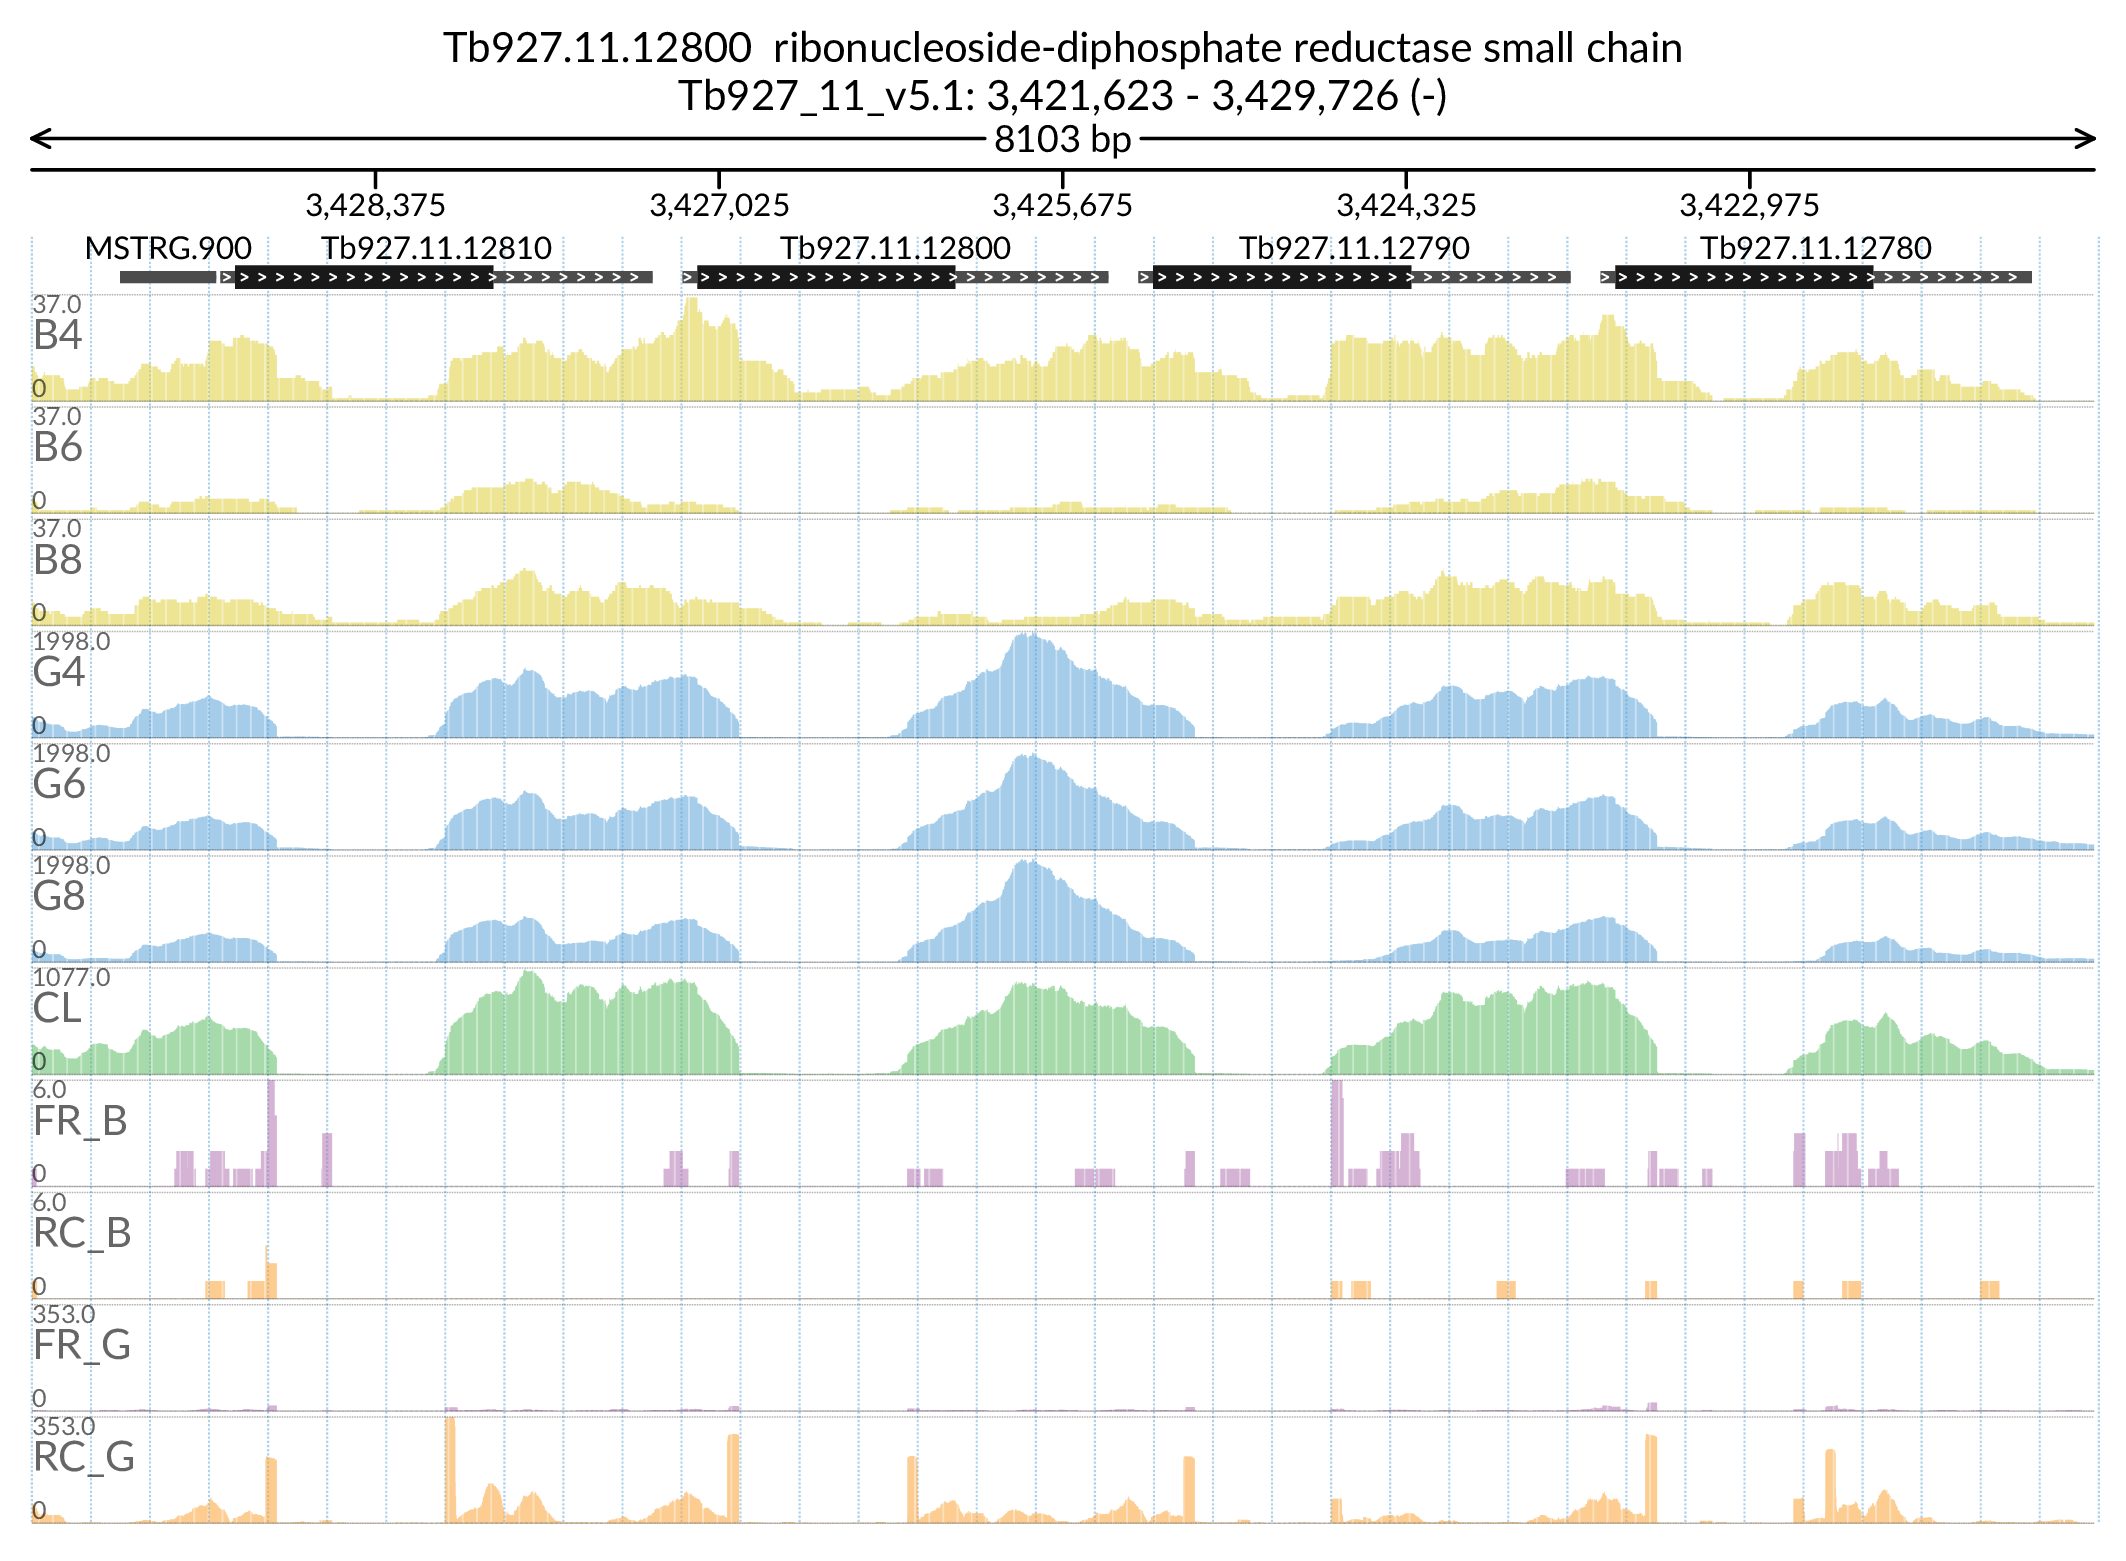 Tb927.11.12800 ribonucleoside-diphosphate reductase small chain
Tb927_11_v5.1: 3,421,623 - 3,429,726 (-)
8103 bp
3,428,375 3,427,025 3,425,675 3,424,325 3,422,975
MSTRG.900 Tb927.11.12810 Tb927.11.12800 Tb927.11.12790 Tb927.11.12780
37.0
B4
0
37.0
B6
0
37.0
B8
0
1998.0
G4
0
1998.0
G6
0
1998.0
G8
0
1077.0
CL
0
6.0
FR_B
0
6.0
RC_B
0
353.0
FR_G
0
353.0
RC_G
0